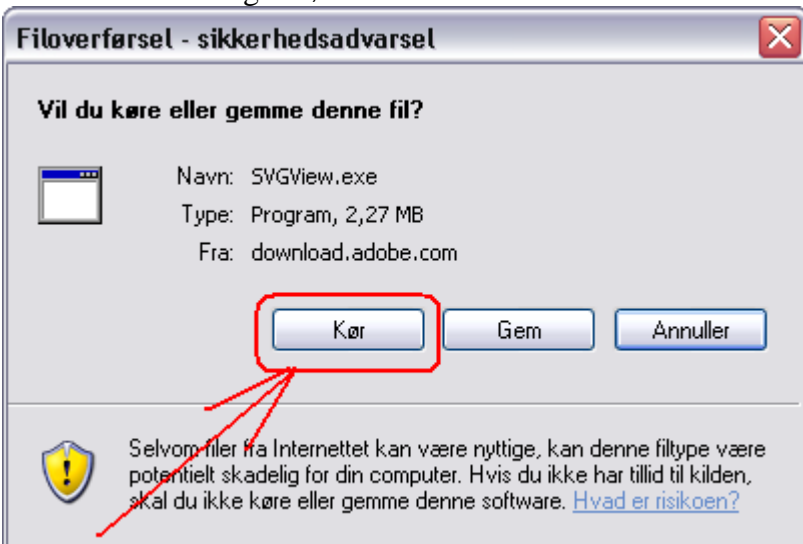 Filoverførsel - sikkerhedsadvarsel
Vil du køre eller gemme denne fil?
Navn: SVGView.exe
Type: Program, 2,27 MB
Fra: download.adobe.com
Kør Gem Annuller
Selvom filer fra Internettet kan være nyttige, kan denne filtype være
potentielt skadelig for din computer. Hvis du ikke har tillid til kilden,
skal du ikke køre eller gemme denne software. Hvad er risikoen?